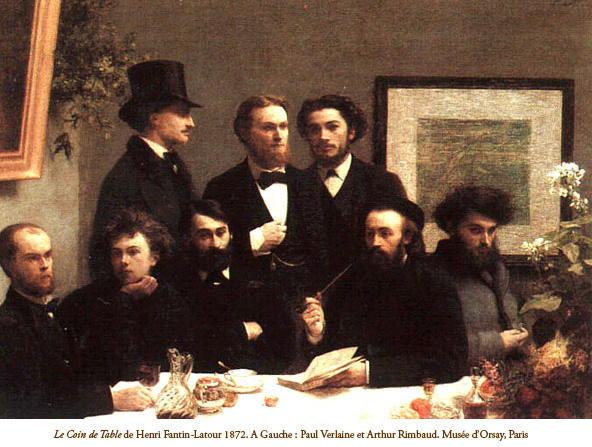 Le Coin de Table de Henri Fantin-Latour 1872. A Gauche : Paul Verlaine et Arthur Rimbaud. Musée d'Orsay, Paris